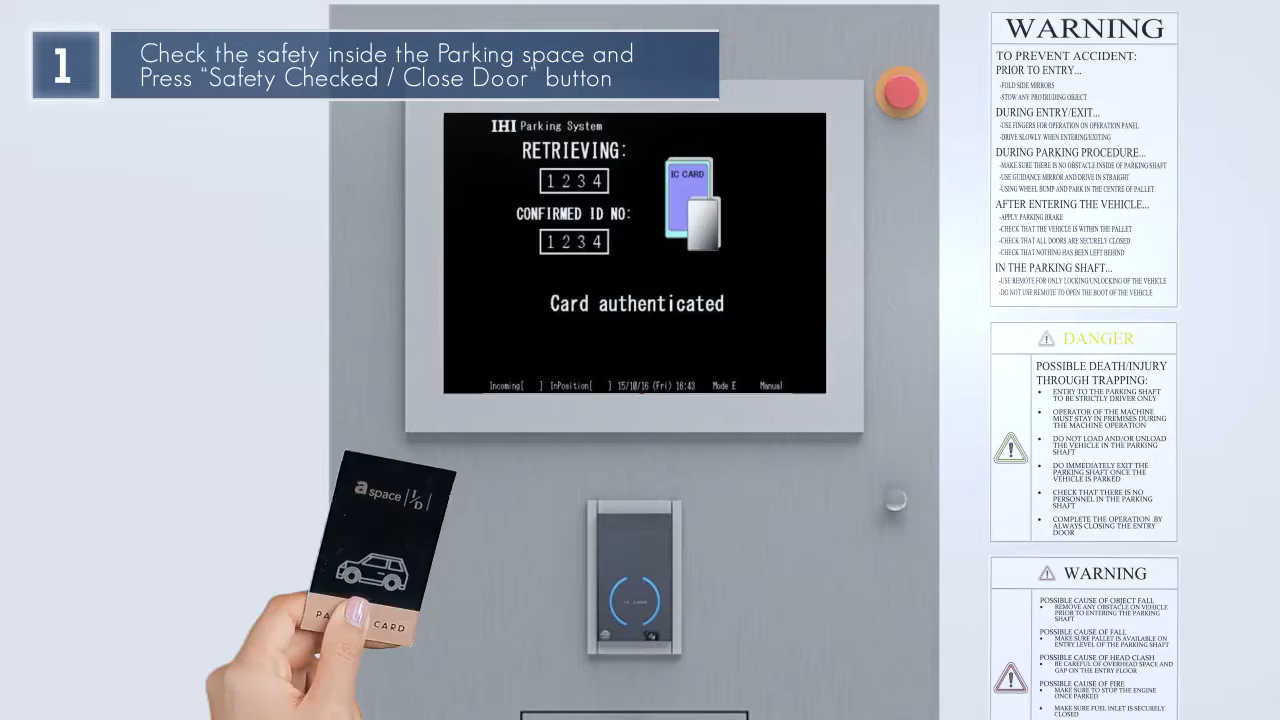 1
Check the safety inside the Parking space and
Press “Safety Checked / Close Door” button
IHI Parking System
RETRIEVING:
1 2 3 4
CONFIRMED ID NO:
1 2 3 4
IC CARD
Card authenticated
Incoming[ ] InPosition[ ] 15/10/16 (Fri) 16:43 Mode E Manual
a space I/D
CARD
WARNING
TO PREVENT ACCIDENT:
PRIOR TO ENTRY...
-FOLD SIDE MIRRORS
-STOW ANY PROTRUDING OBJECT
DURING ENTRY/EXIT...
-USE FINGERS FOR OPERATION ON OPERATION PANEL
-DRIVE SLOWLY WHEN ENTERING/EXITING
DURING PARKING PROCEDURE...
-MAKE SURE THERE IS NO OBSTACLE INSIDE OF PARKING SHAFT
-USE GUIDANCE MIRROR AND DRIVE IN STRAIGHT
-USING WHEEL BUMP AND PARK IN THE CENTRE OF PALLET
AFTER ENTERING THE VEHICLE...
-APPLY PARKING BRAKE
-CHECK THAT THE VEHICLE IS WITHIN THE PALLET
-CHECK THAT ALL DOORS ARE SECURELY CLOSED
-CHECK THAT NOTHING HAS BEEN LEFT BEHIND
IN THE PARKING SHAFT...
-USE REMOTE FOR ONLY LOCKING/UNLOCKING OF THE VEHICLE
-DO NOT USE REMOTE TO OPEN THE BOOT OF THE VEHICLE
DANGER
POSSIBLE DEATH/INJURY
THROUGH TRAPPING:
• ENTRY TO THE PARKING SHAFT
TO BE STRICTLY DRIVER ONLY
• OPERATOR OF THE MACHINE
MUST STAY IN PREMISES DURING
THE MACHINE OPERATION
• DO NOT LOAD AND/OR UNLOAD
THE VEHICLE IN THE PARKING
SHAFT
• DO IMMEDIATELY EXIT THE
PARKING SHAFT ONCE THE
VEHICLE IS PARKED
• CHECK THAT THERE IS NO
PERSONNEL IN THE PARKING
SHAFT
• COMPLETE THE OPERATION BY
ALWAYS CLOSING THE ENTRY
DOOR
WARNING
POSSIBLE CAUSE OF OBJECT FALL
• REMOVE ANY OBSTACLE ON VEHICLE
PRIOR TO ENTERING THE PARKING
SHAFT
POSSIBLE CAUSE OF FALL
• MAKE SURE PALLET IS AVAILABLE ON
ENTRY LEVEL OF THE PARKING SHAFT
POSSIBLE CAUSE OF HEAD CLASH
• BE CAREFUL OF OVERHEAD SPACE AND
GAP ON THE ENTRY FLOOR
POSSIBLE CAUSE OF FIRE
• MAKE SURE TO STOP THE ENGINE
ONCE PARKED
• MAKE SURE FUEL INLET IS SECURELY
CLOSED